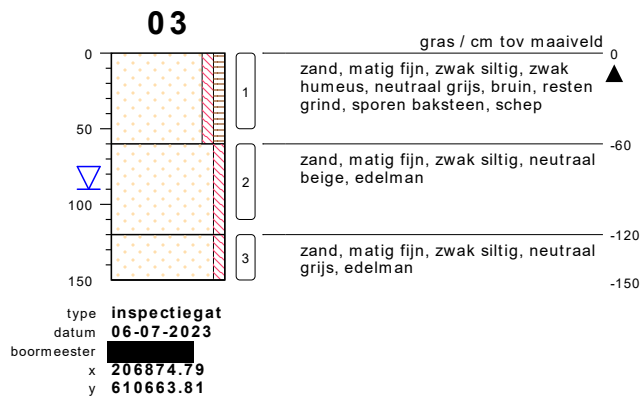 03
gras / cm tov maaiveld
0
0
zand, matig fijn, zwak siltig, zwak
humeus, neutraal grijs, bruin, resten
grind, sporen baksteen, schep
1
50
-60
zand, matig fijn, zwak siltig, neutraal
beige, edelman
2
100
-120
zand, matig fijn, zwak siltig, neutraal
grijs, edelman
3
150
-150
type inspectiegat
datum 06-07-2023
boormeester
x 206874.79
y 610663.81